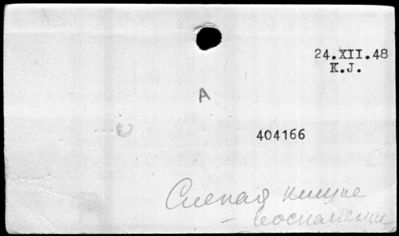 24.XII.48
K.J.
A
404166
Слепая кишка
- воспаление